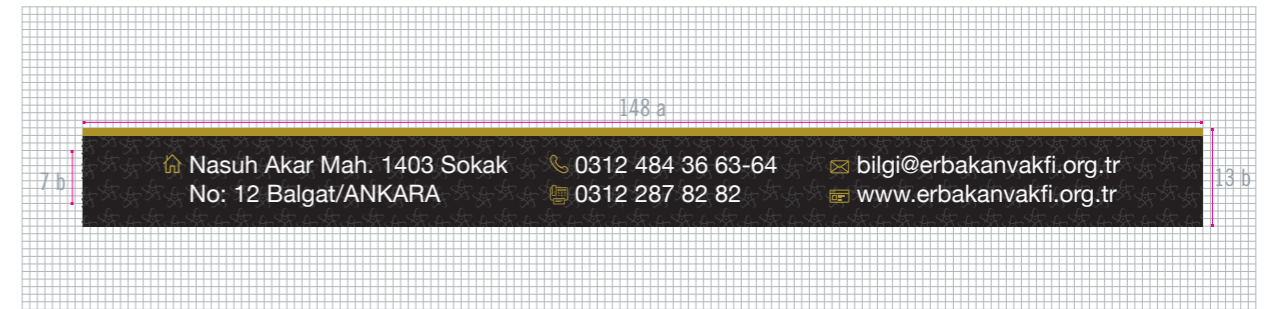 148 a
7 b
Nasuh Akar Mah. 1403 Sokak
No: 12 Balgat/ANKARA
0312 484 36 63-64
0312 287 82 82
bilgi@erbakanvakfi.org.tr
www.erbakanvakfi.org.tr
13 b